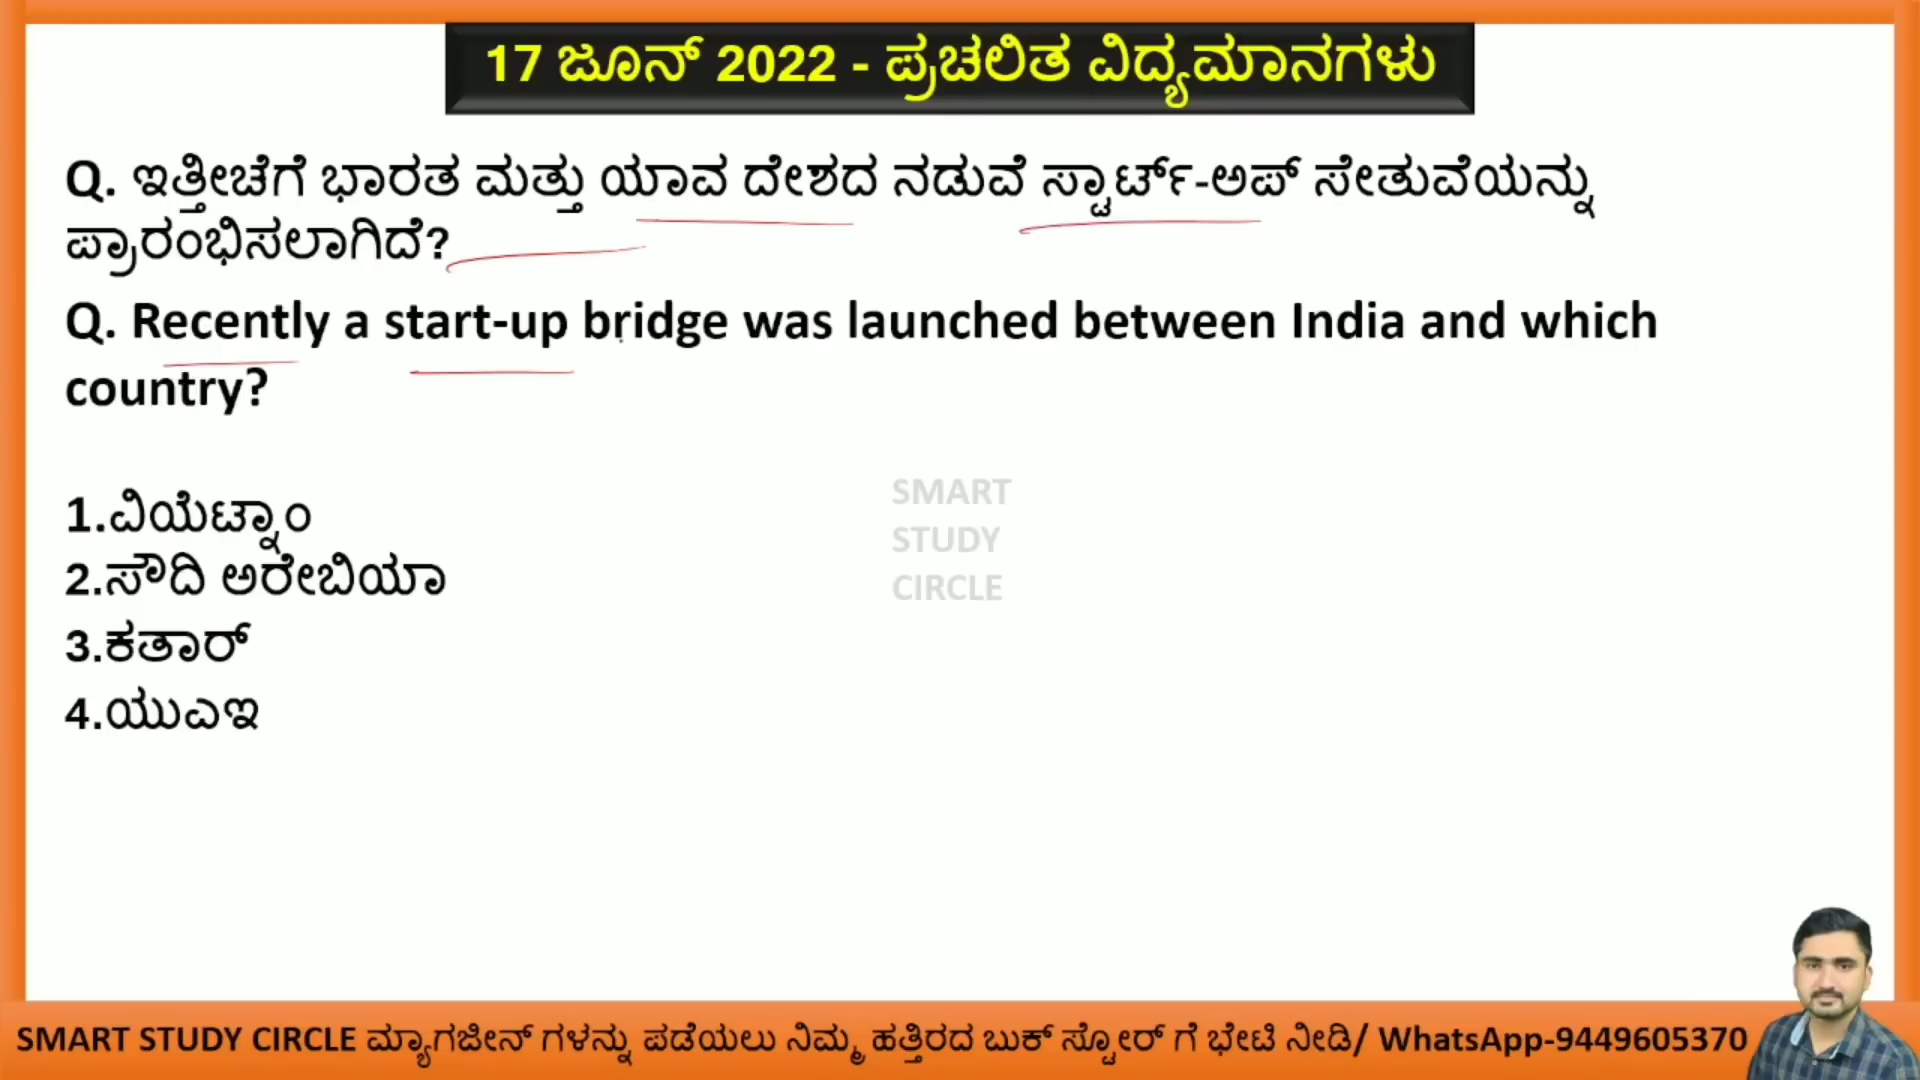 17 ಜೂನ್ 2022 - ಪ್ರಚಲಿತ ವಿದ್ಯಮಾನಗಳು
Q. ಇತ್ತೀಚೆಗೆ ಭಾರತ ಮತ್ತು ಯಾವ ದೇಶದ ನಡುವೆ ಸ್ಟಾರ್ಟ್-ಅಪ್ ಸೇತುವೆಯನ್ನು
ಪ್ರಾರಂಭಿಸಲಾಗಿದೆ?
Q. Recently a start-up bridge was launched between India and which
country?
1.ವಿಯೆಟ್ನಾಂ
2.ಸೌದಿ ಅರೇಬಿಯಾ
3.ಕತಾರ್
4.ಯುಎಇ
SMART
STUDY
CIRCLE
SMART STUDY CIRCLE ಮ್ಯಾಗಜೀನ್ ಗಳನ್ನು ಪಡೆಯಲು ನಿಮ್ಮ ಹತ್ತಿರದ ಬುಕ್ ಸ್ಟೋರ್ ಗೆ ಭೇಟಿ ನೀಡಿ/ WhatsApp-9449605370